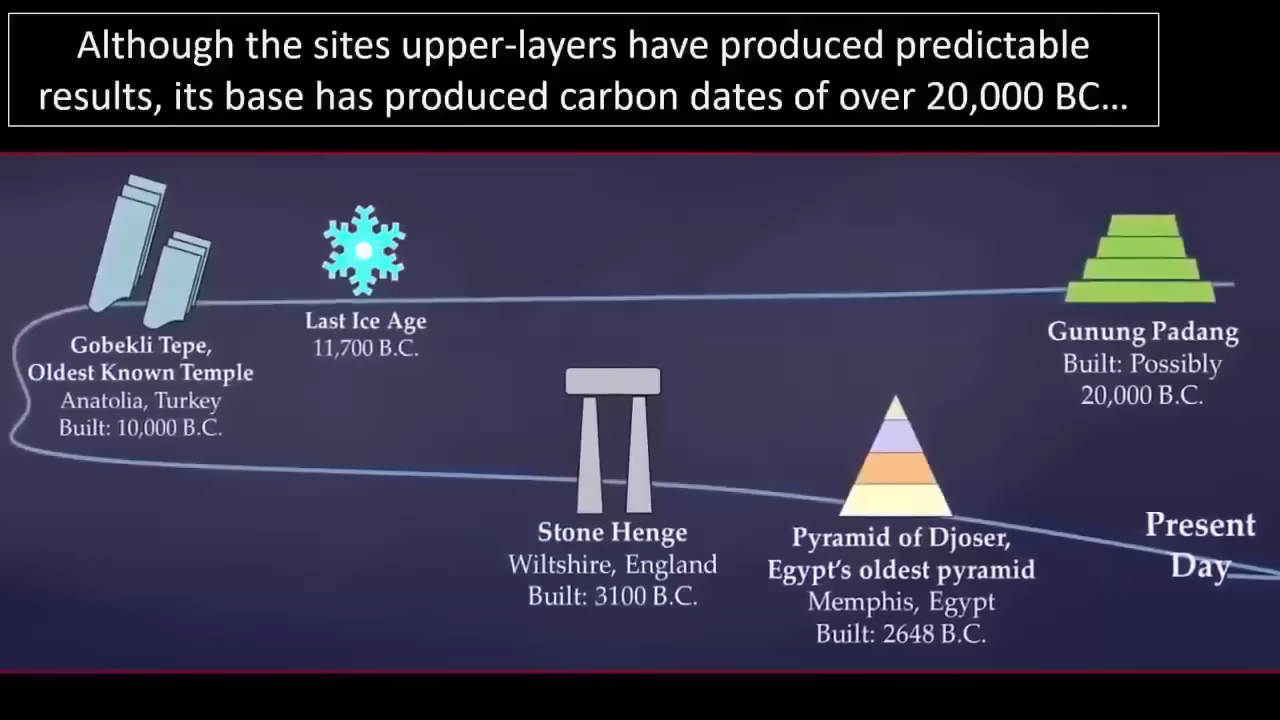 Although the sites upper-layers have produced predictable
results, its base has produced carbon dates of over 20,000 BC...
Gobekli Tepe,
Oldest Known Temple
Anatolia, Turkey
Built: 10,000 B.C.
Last Ice Age
11,700 B.C.
Gunung Padang
Built: Possibly
20,000 B.C.
Stone Henge
Wiltshire, England
Built: 3100 B.C.
Pyramid of Djoser,
Egypt's oldest pyramid
Memphis, Egypt
Built: 2648 B.C.
Present
Day